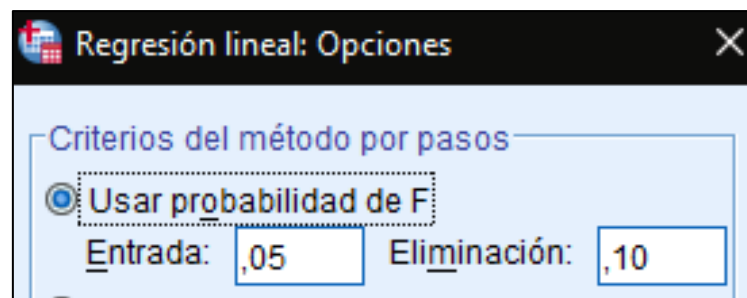 Regresión lineal: Opciones
Criterios del método por pasos
Usar probabilidad de F
Entrada: ,05 Eliminación: ,10